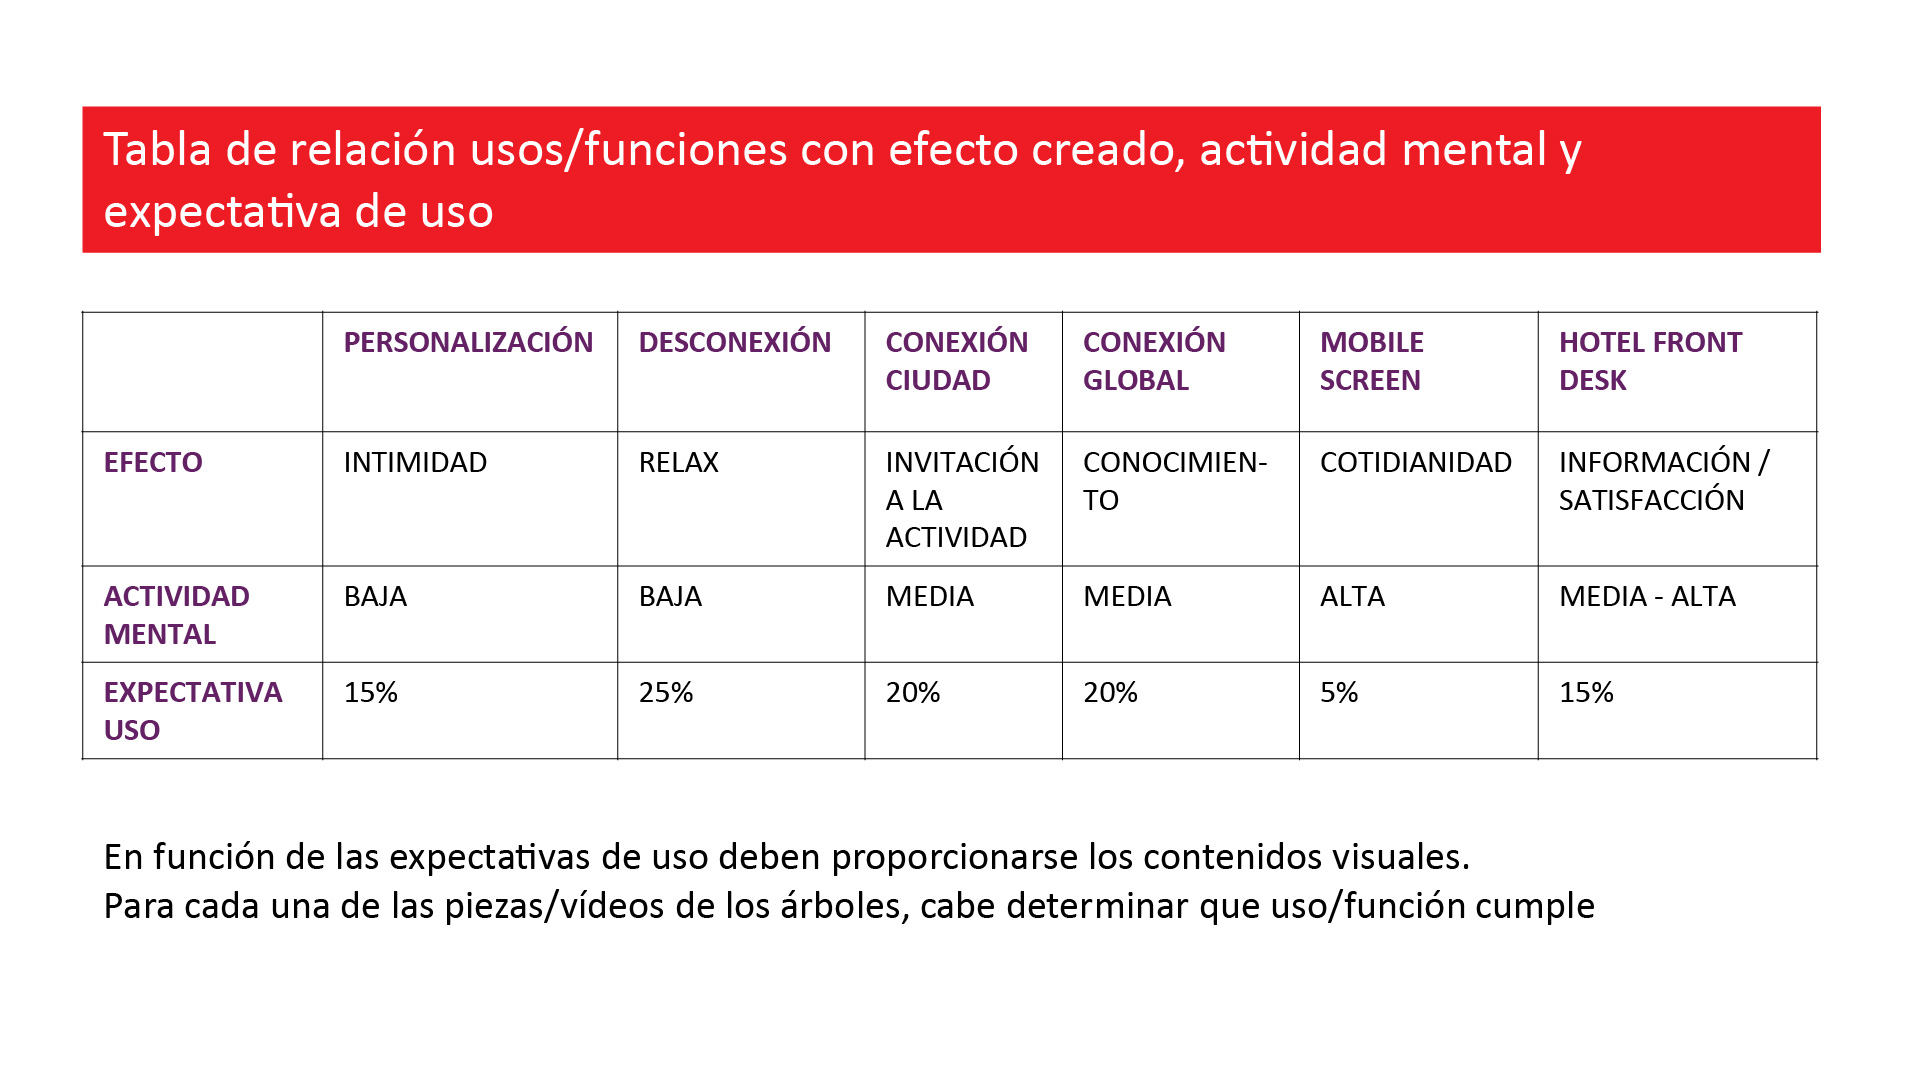 Tabla de relación usos/funciones con efecto creado, actividad mental y
expectativa de uso
PERSONALIZACIÓN
DESCONEXIÓN
CONEXIÓN
CIUDAD
CONEXIÓN
GLOBAL
MOBILE
SCREEN
HOTEL FRONT
DESK
EFECTO
INTIMIDAD
RELAX
INVITACIÓN
A LA
ACTIVIDAD
CONOCIMIEN-
TO
COTIDIANIDAD
INFORMACIÓN /
SATISFACCIÓN
ACTIVIDAD
MENTAL
BAJA
BAJA
MEDIA
MEDIA
ALTA
MEDIA - ALTA
EXPECTATIVA
USO
15%
25%
20%
20%
5%
15%
En función de las expectativas de uso deben proporcionarse los contenidos visuales.
Para cada una de las piezas/vídeos de los árboles, cabe determinar que uso/función cumple